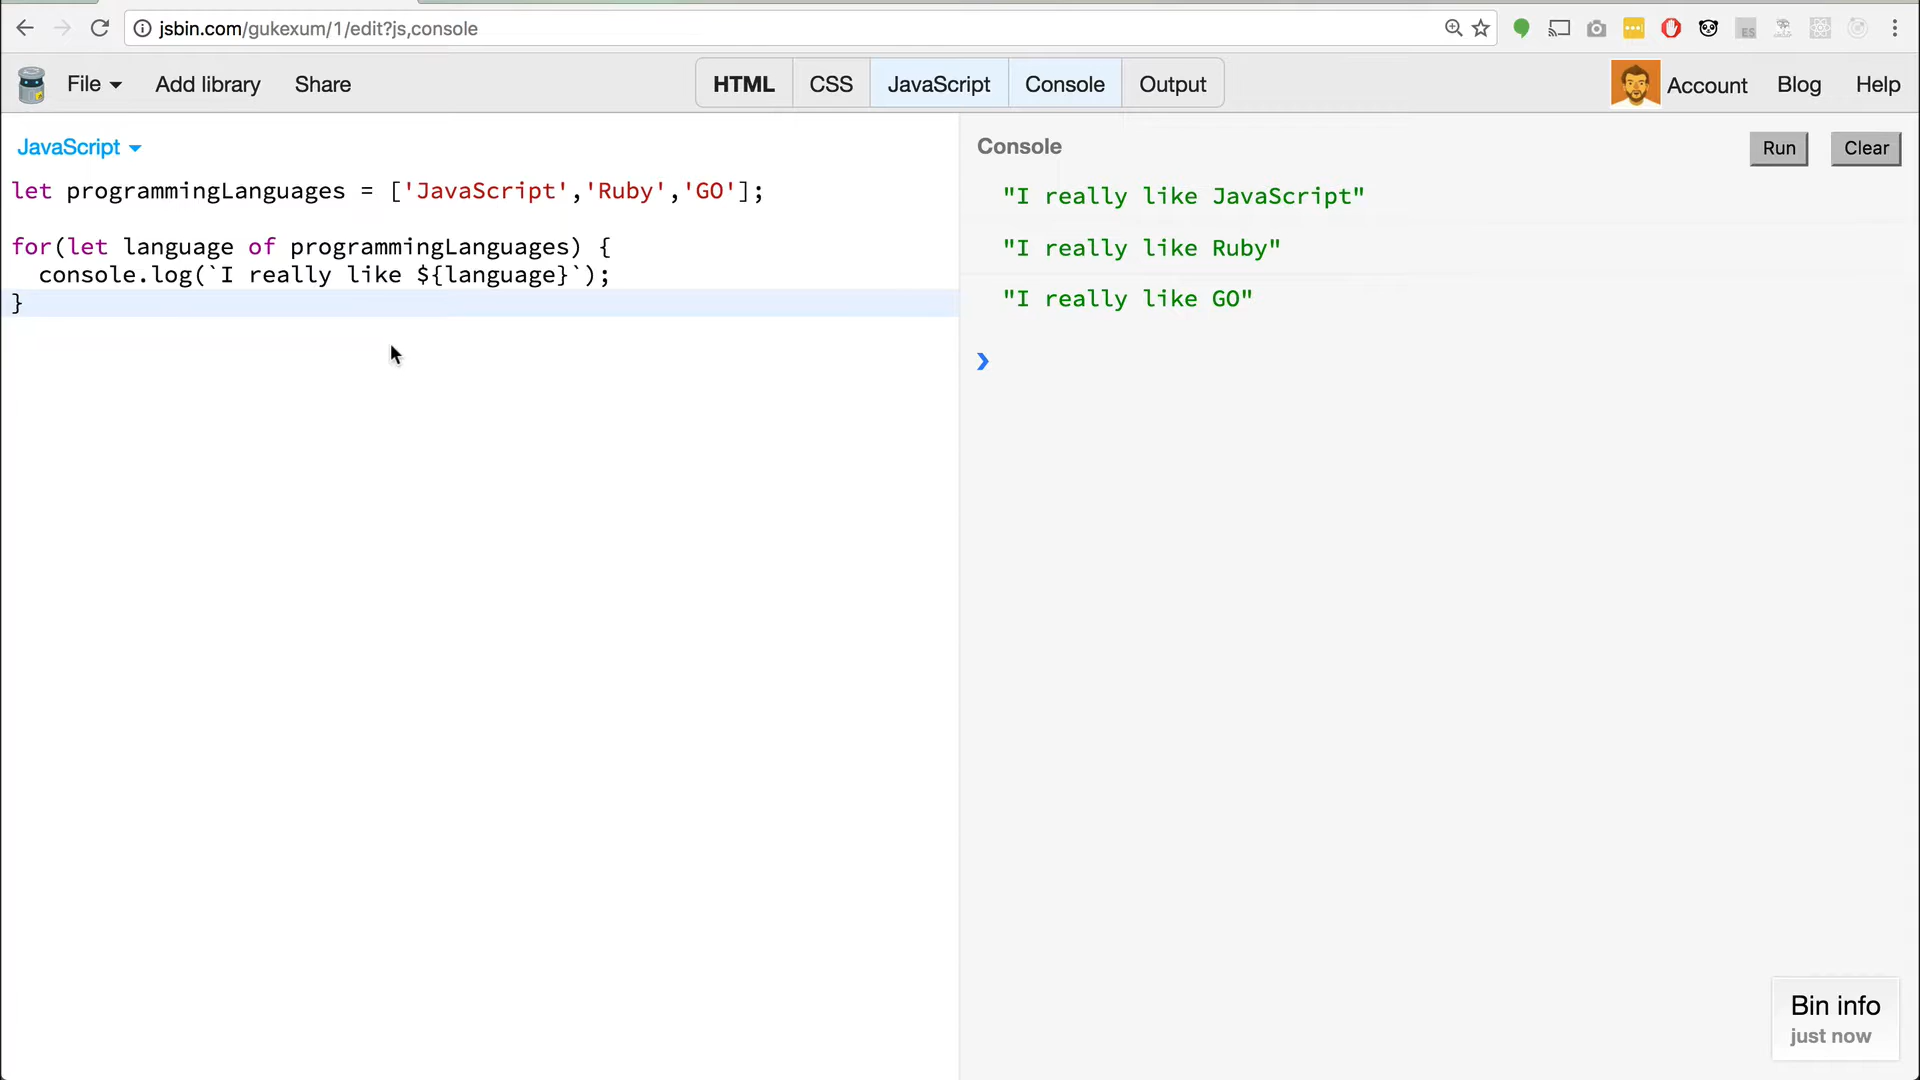 jsbin.com/gukexum/1/edit?js,console
File Add library Share HTML CSS JavaScript Console Output Account Blog Help
JavaScript
let programmingLanguages = ['JavaScript','Ruby','GO'];
for(let language of programmingLanguages) {
  console.log(`I really like ${language}`);
}
Console
Run Clear
"I really like JavaScript"
"I really like Ruby"
"I really like GO"
Bin info
just now